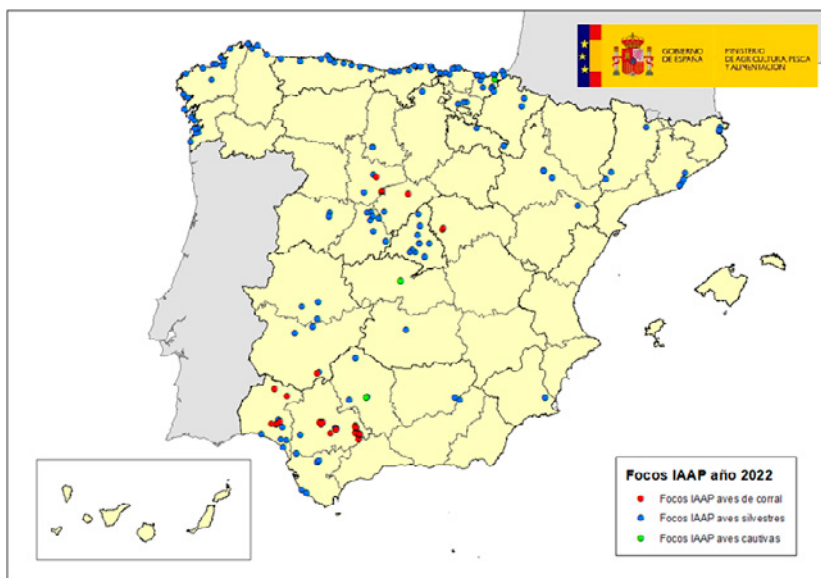 GOBIERNO
DE ESPAÑA
MINISTERIO
DE AGRICULTURA, PESCA
Y ALIMENTACIÓN
Focos IAAP año 2022
Focos IAAP aves de corral
Focos IAAP aves silvestres
Focos IAAP aves cautivas